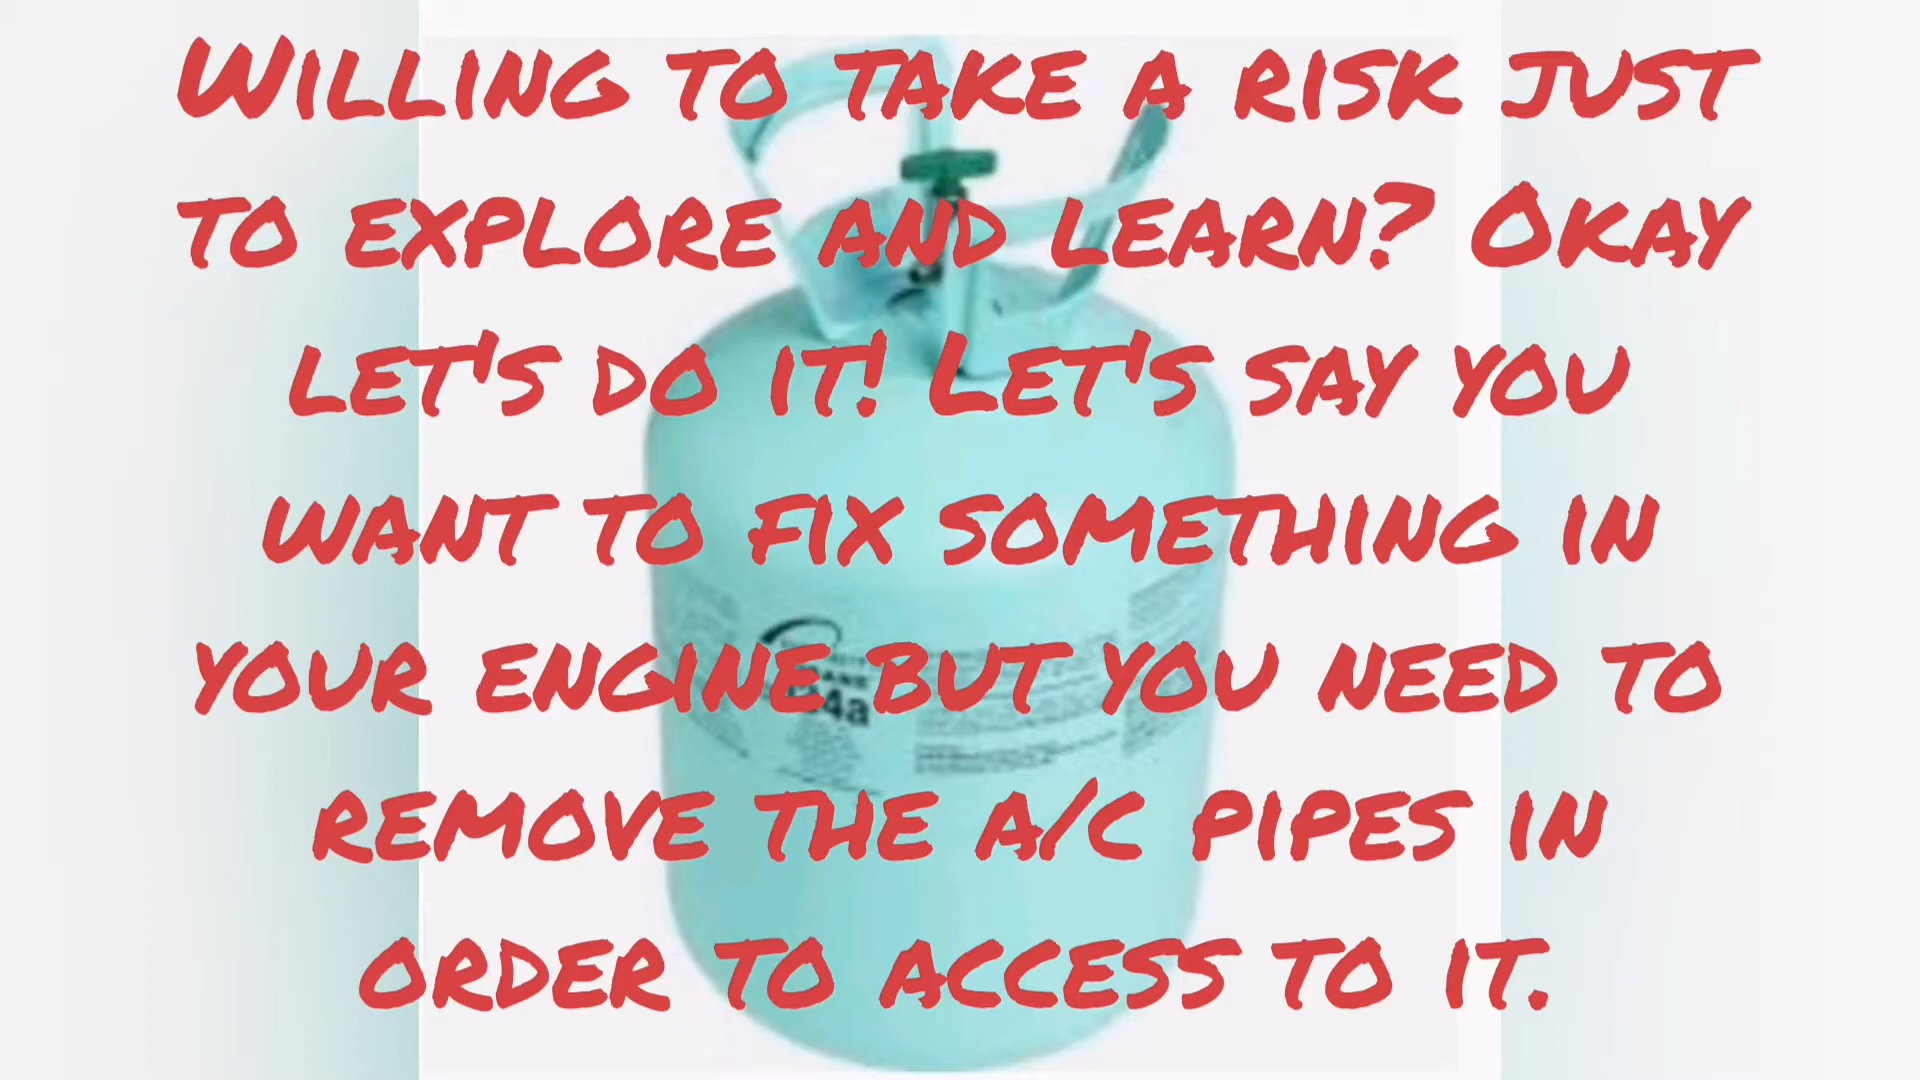 Willing to take a risk just
to explore and learn? Okay
let's do it! Let's say you
want to fix something in
your engine but you need to
remove the a/c pipes in
order to access to it.
34a